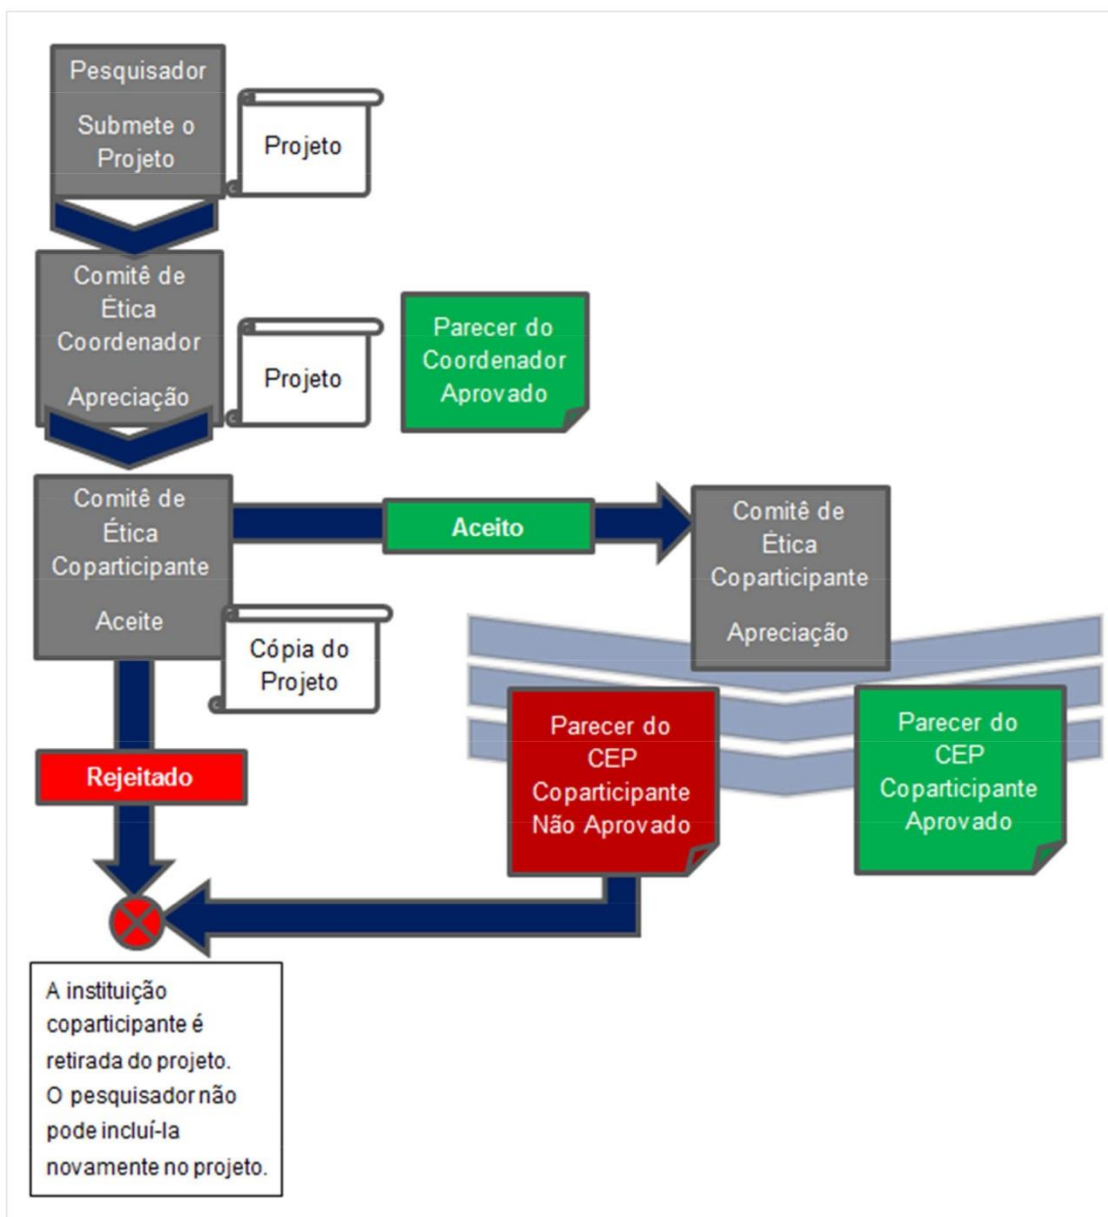 Pesquisador
Submete o
Projeto
Projeto
Comitê de
Ética
Coordenador
Apreciação
Projeto
Parecer do
Coordenador
Aprovado
Comitê de
Ética
Coparticipante
Aceite
Cópia do
Projeto
Aceito
Comitê de
Ética
Coparticipante
Apreciação
Rejeitado
Parecer do
CEP
Coparticipante
Não Aprovado
Parecer do
CEP
Coparticipante
Aprovado
A instituição
coparticipante é
retirada do projeto.
O pesquisador não
pode incluí-la
novamente no projeto.